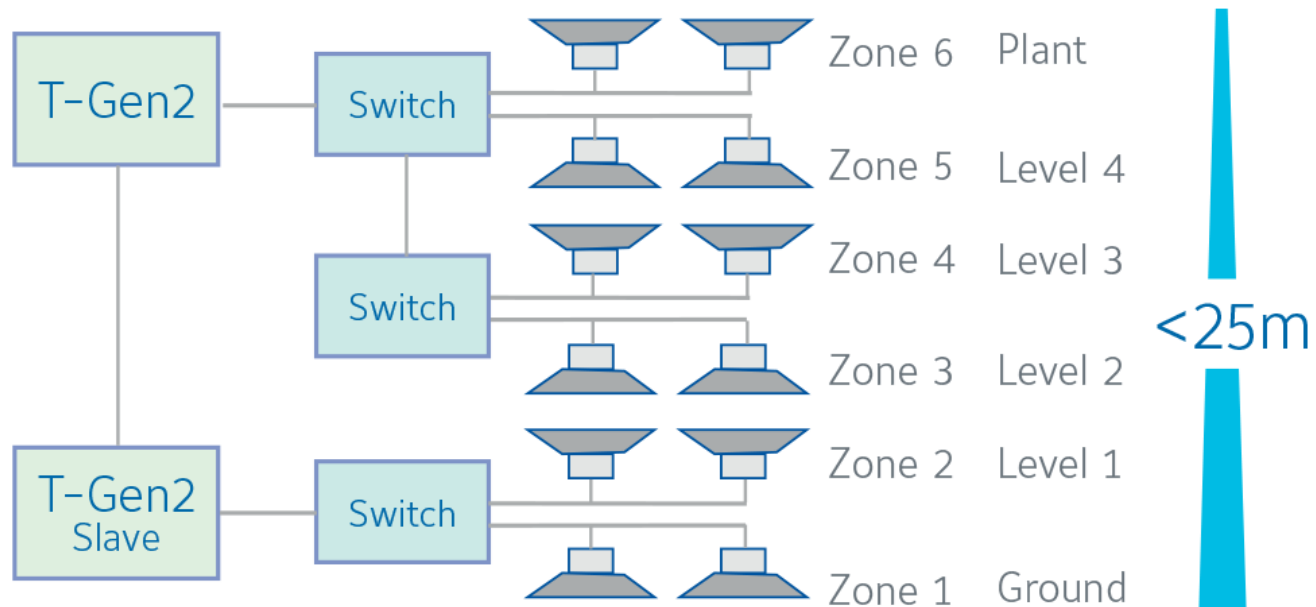 T-Gen2
Switch
Zone 6 Plant
Zone 5 Level 4
Switch
Zone 4 Level 3
<25m
Zone 3 Level 2
T-Gen2
Slave
Switch
Zone 2 Level 1
Zone 1 Ground